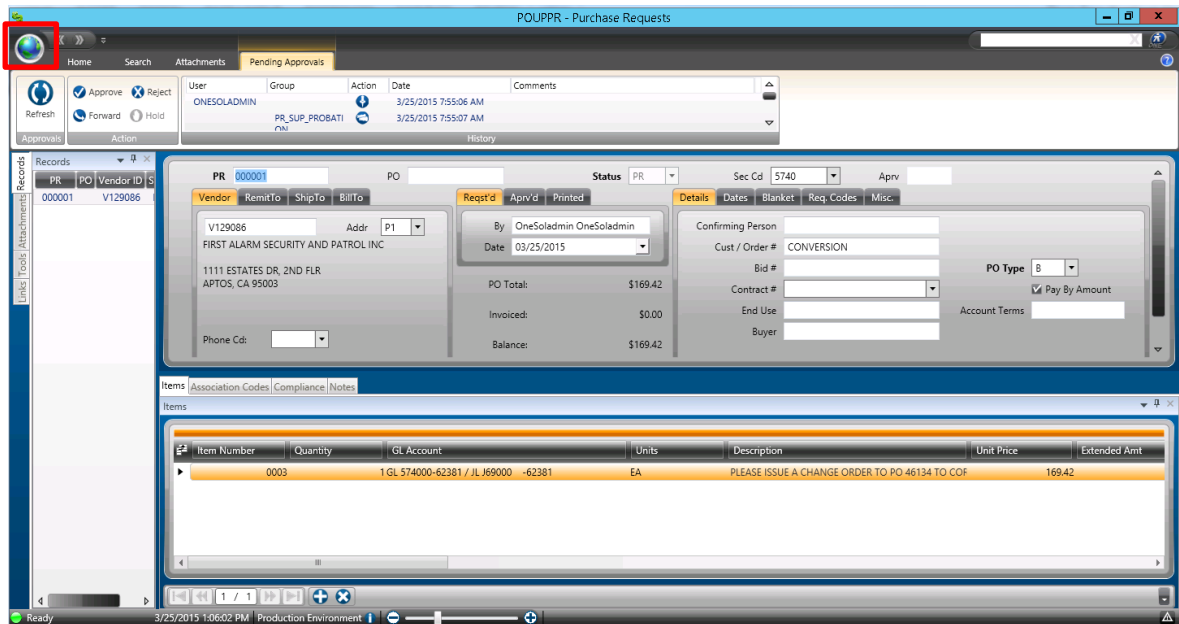 POUPPR - Purchase Requests
Home Search Attachments Pending Approvals
Refresh
Approve Reject
Forward Hold
Approvals Action
User Group Action Date Comments
ONESOLADMIN 3/25/2015 7:55:06 AM
PR_SUP_PROBATI 3/25/2015 7:55:07 AM
ON
History
Records
Attachments
Tools
Links
Records
PR PO Vendor ID S
000001 V129086
PR 000001 PO Status PR Sec Cd 5740 Aprv
Vendor RemitTo ShipTo BillTo
V129086 Addr P1
FIRST ALARM SECURITY AND PATROL INC
1111 ESTATES DR, 2ND FLR
APTOS, CA 95003
Phone Cd:
Reqst'd Aprv'd Printed
By OneSoladmin OneSoladmin
Date 03/25/2015
PO Total: $169.42
Invoiced: $0.00
Balance: $169.42
Details Dates Blanket Req. Codes Misc.
Confirming Person
Cust / Order # CONVERSION
Bid # PO Type B
Contract # Pay By Amount
End Use Account Terms
Buyer
Items Association Codes Compliance Notes
Items
Item Number Quantity GL Account Units Description Unit Price Extended Amt
0003 1 GL 574000-62381 / JL J69000 -62381 EA PLEASE ISSUE A CHANGE ORDER TO PO 46134 TO COF 169.42
1 / 1
Ready 3/25/2015 1:06:02 PM Production Environment